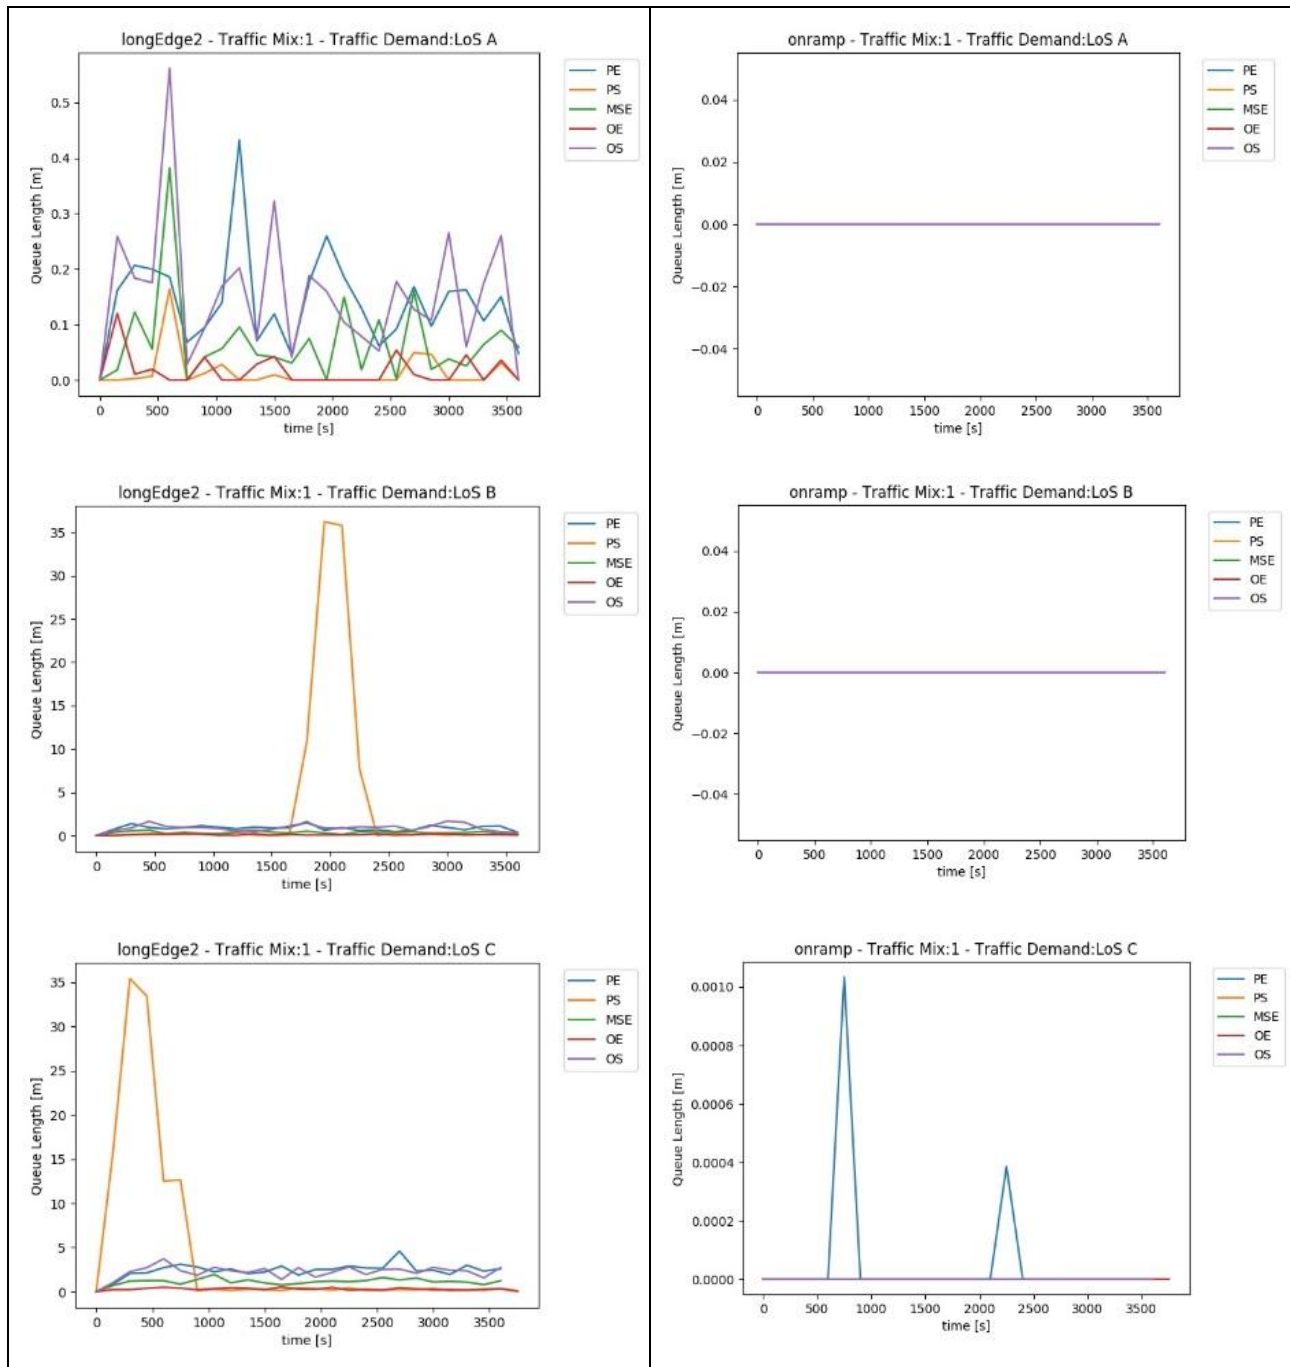 longEdge2 - Traffic Mix:1 - Traffic Demand:LoS A
Queue Length [m]
0.5
0.4
0.3
0.2
0.1
0.0
0 500 1000 1500 2000 2500 3000 3500
time [s]
PE
PS
MSE
OE
OS
onramp - Traffic Mix:1 - Traffic Demand:LoS A
Queue Length [m]
0.04
0.02
0.00
−0.02
−0.04
0 500 1000 1500 2000 2500 3000 3500
time [s]
PE
PS
MSE
OE
OS
longEdge2 - Traffic Mix:1 - Traffic Demand:LoS B
Queue Length [m]
35
30
25
20
15
10
5
0
0 500 1000 1500 2000 2500 3000 3500
time [s]
PE
PS
MSE
OE
OS
onramp - Traffic Mix:1 - Traffic Demand:LoS B
Queue Length [m]
0.04
0.02
0.00
−0.02
−0.04
0 500 1000 1500 2000 2500 3000 3500
time [s]
PE
PS
MSE
OE
OS
longEdge2 - Traffic Mix:1 - Traffic Demand:LoS C
Queue Length [m]
35
30
25
20
15
10
5
0
0 500 1000 1500 2000 2500 3000 3500
time [s]
PE
PS
MSE
OE
OS
onramp - Traffic Mix:1 - Traffic Demand:LoS C
Queue Length [m]
0.0010
0.0008
0.0006
0.0004
0.0002
0.0000
0 500 1000 1500 2000 2500 3000 3500
time [s]
PE
PS
MSE
OE
OS